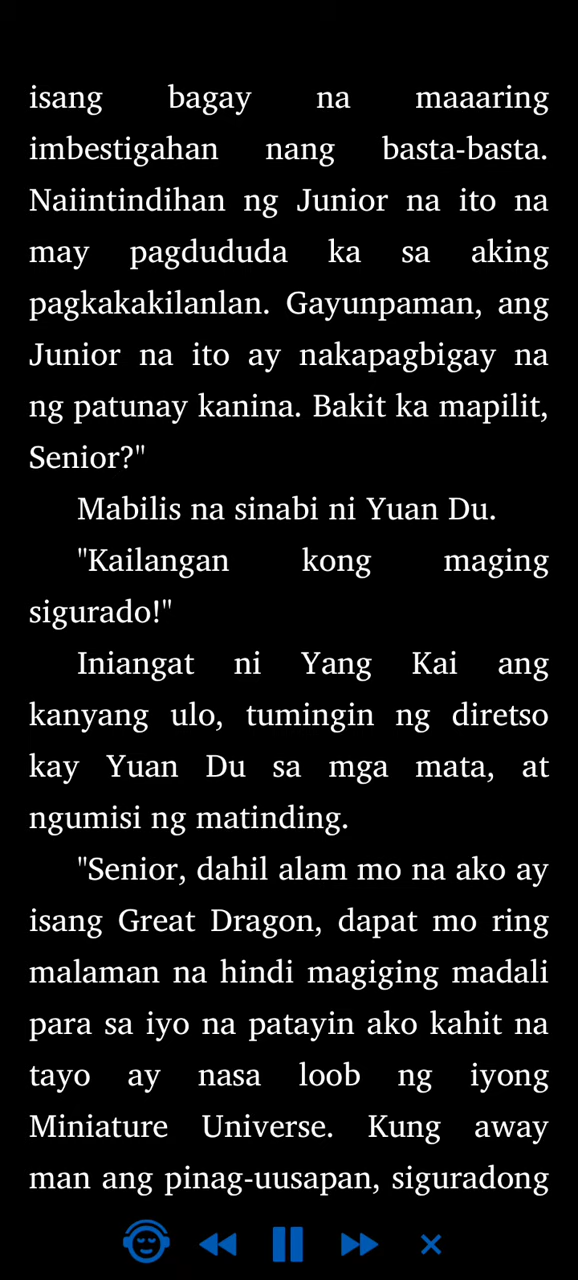 isang bagay na maaaring
imbestigahan nang basta-basta.
Naiintindihan ng Junior na ito na
may pagdududa ka sa aking
pagkakakilanlan. Gayunpaman, ang
Junior na ito ay nakapagbigay na
ng patunay kanina. Bakit ka mapilit,
Senior?"
Mabilis na sinabi ni Yuan Du.
"Kailangan kong maging
sigurado!"
Iniangat ni Yang Kai ang
kanyang ulo, tumingin ng diretso
kay Yuan Du sa mga mata, at
ngumisi ng matinding.
"Senior, dahil alam mo na ako ay
isang Great Dragon, dapat mo ring
malaman na hindi magiging madali
para sa iyo na patayin ako kahit na
tayo ay nasa loob ng iyong
Miniature Universe. Kung away
man ang pinag-uusapan, siguradong